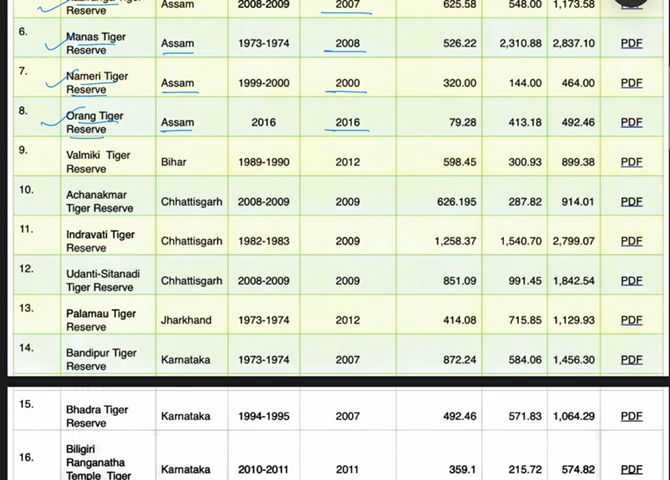 Reserve Assam 2008-2009 2007 625.58 548.00 1,173.58
6. Manas Tiger Reserve Assam 1973-1974 2008 526.22 2,310.88 2,837.10 PDF
7. Nameri Tiger Reserve Assam 1999-2000 2000 320.00 144.00 464.00 PDF
8. Orang Tiger Reserve Assam 2016 2016 79.28 413.18 492.46 PDF
9. Valmiki Tiger Reserve Bihar 1989-1990 2012 598.45 300.93 899.38 PDF
10. Achanakmar Tiger Reserve Chhattisgarh 2008-2009 2009 626.195 287.82 914.01 PDF
11. Indravati Tiger Reserve Chhattisgarh 1982-1983 2009 1,258.37 1,540.70 2,799.07 PDF
12. Udanti-Sitanadi Tiger Reserve Chhattisgarh 2008-2009 2009 851.09 991.45 1,842.54 PDF
13. Palamau Tiger Reserve Jharkhand 1973-1974 2012 414.08 715.85 1,129.93 PDF
14. Bandipur Tiger Reserve Karnataka 1973-1974 2007 872.24 584.06 1,456.30 PDF
15. Bhadra Tiger Reserve Karnataka 1994-1995 2007 492.46 571.83 1,064.29 PDF
16. Biligiri Ranganatha Temple Tiger Karnataka 2010-2011 2011 359.1 215.72 574.82 PDF